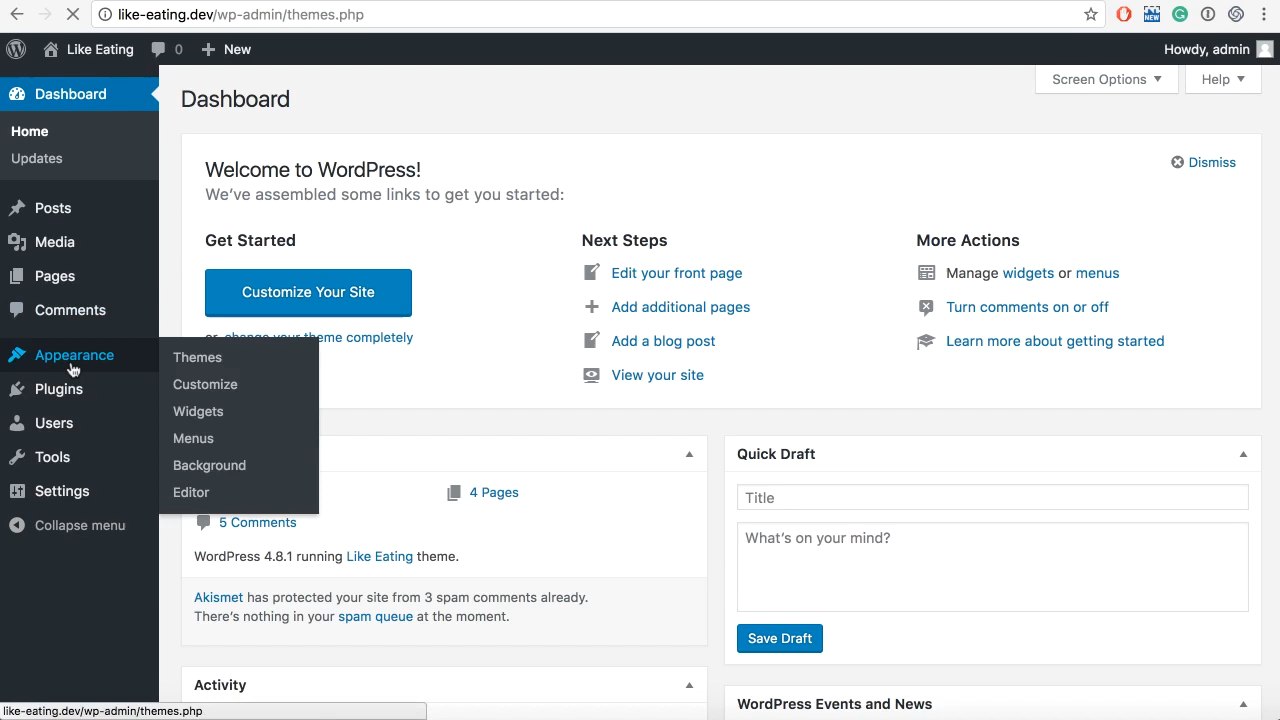 like-eating.dev/wp-admin/themes.php
NEW
Like Eating 0 New Howdy, admin
Screen Options Help
Dashboard
Home
Updates
Posts
Media
Pages
Comments
Appearance
Plugins
Users
Tools
Settings
Collapse menu
Themes
Customize
Widgets
Menus
Background
Editor
Dashboard
Welcome to WordPress!
Dismiss
We've assembled some links to get you started:
Get Started
Customize Your Site
or, change your theme completely
Next Steps
Edit your front page
Add additional pages
Add a blog post
View your site
More Actions
Manage widgets or menus
Turn comments on or off
Learn more about getting started
4 Pages
5 Comments
WordPress 4.8.1 running Like Eating theme.
Akismet has protected your site from 3 spam comments already.
There's nothing in your spam queue at the moment.
Activity
Quick Draft
Title
What's on your mind?
Save Draft
WordPress Events and News
like-eating.dev/wp-admin/themes.php